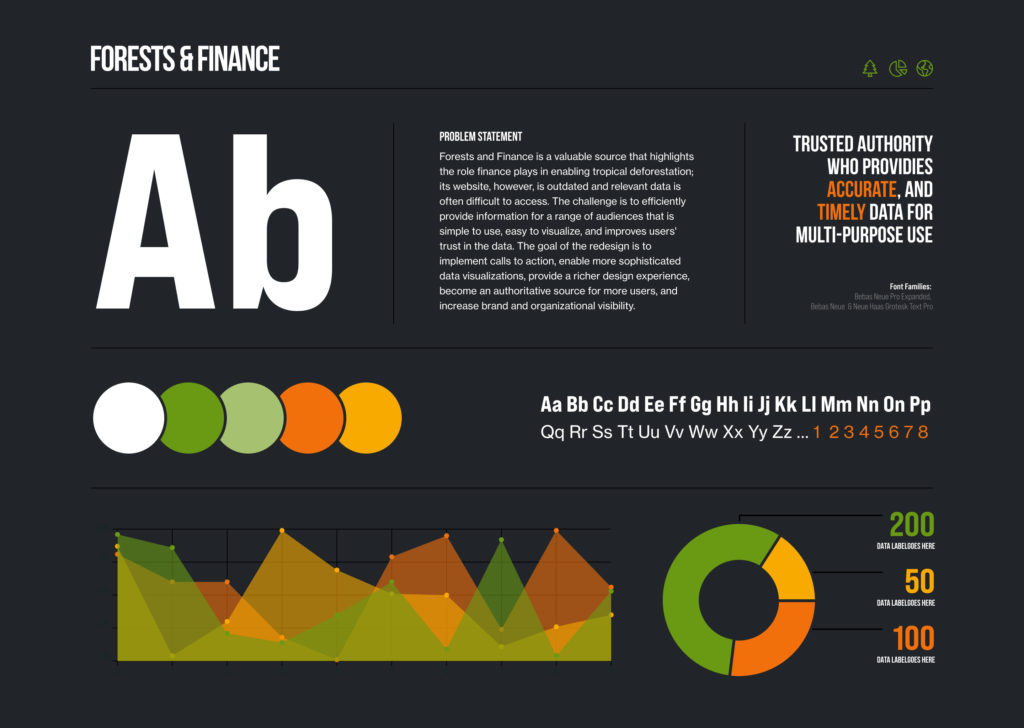 FORESTS & FINANCE
Ab
PROBLEM STATEMENT
Forests and Finance is a valuable source that highlights
the role finance plays in enabling tropical deforestation;
its website, however, is outdated and relevant data is
often difficult to access. The challenge is to efficiently
provide information for a range of audiences that is
simple to use, easy to visualize, and improves users'
trust in the data. The goal of the redesign is to
implement calls to action, enable more sophisticated
data visualizations, provide a richer design experience,
become an authoritative source for more users, and
increase brand and organizational visibility.
TRUSTED AUTHORITY
WHO PROVIDIES
ACCURATE, AND
TIMELY DATA FOR
MULTI-PURPOSE USE
Font Families:
Bebas Neue Pro Expanded,
Bebas Neue & Neue Haas Grotesk Text Pro
Aa Bb Cc Dd Ee Ff Gg Hh Ii Jj Kk Ll Mm Nn On Pp
Qq Rr Ss Tt Uu Vv Ww Xx Yy Zz ... 1 2 3 4 5 6 7 8
200
DATA LABELGOES HERE
50
DATA LABELGOES HERE
100
DATA LABELGOES HERE